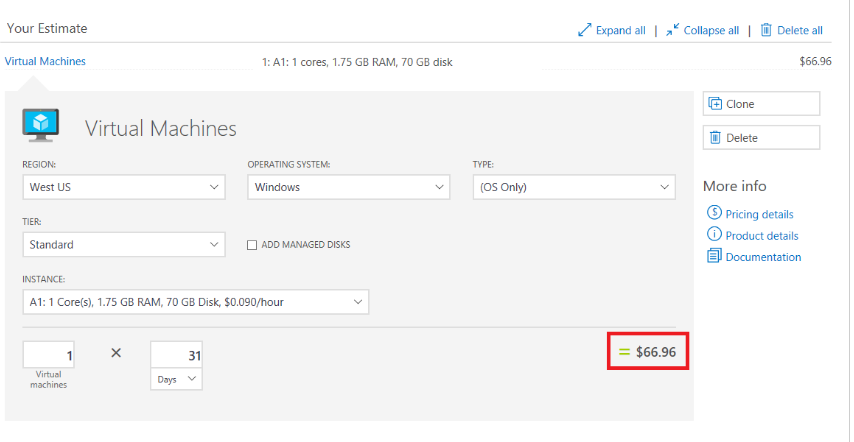 Your Estimate
Expand all | Collapse all | Delete all
Virtual Machines 1: A1: 1 cores, 1.75 GB RAM, 70 GB disk $66.96
Clone
Delete
Virtual Machines
REGION: OPERATING SYSTEM: TYPE:
West US Windows (OS Only)
More info
Pricing details
Product details
Documentation
TIER:
Standard ADD MANAGED DISKS
INSTANCE:
A1: 1 Core(s), 1.75 GB RAM, 70 GB Disk, $0.090/hour
1 × 31 = $66.96
Virtual
machines
Days